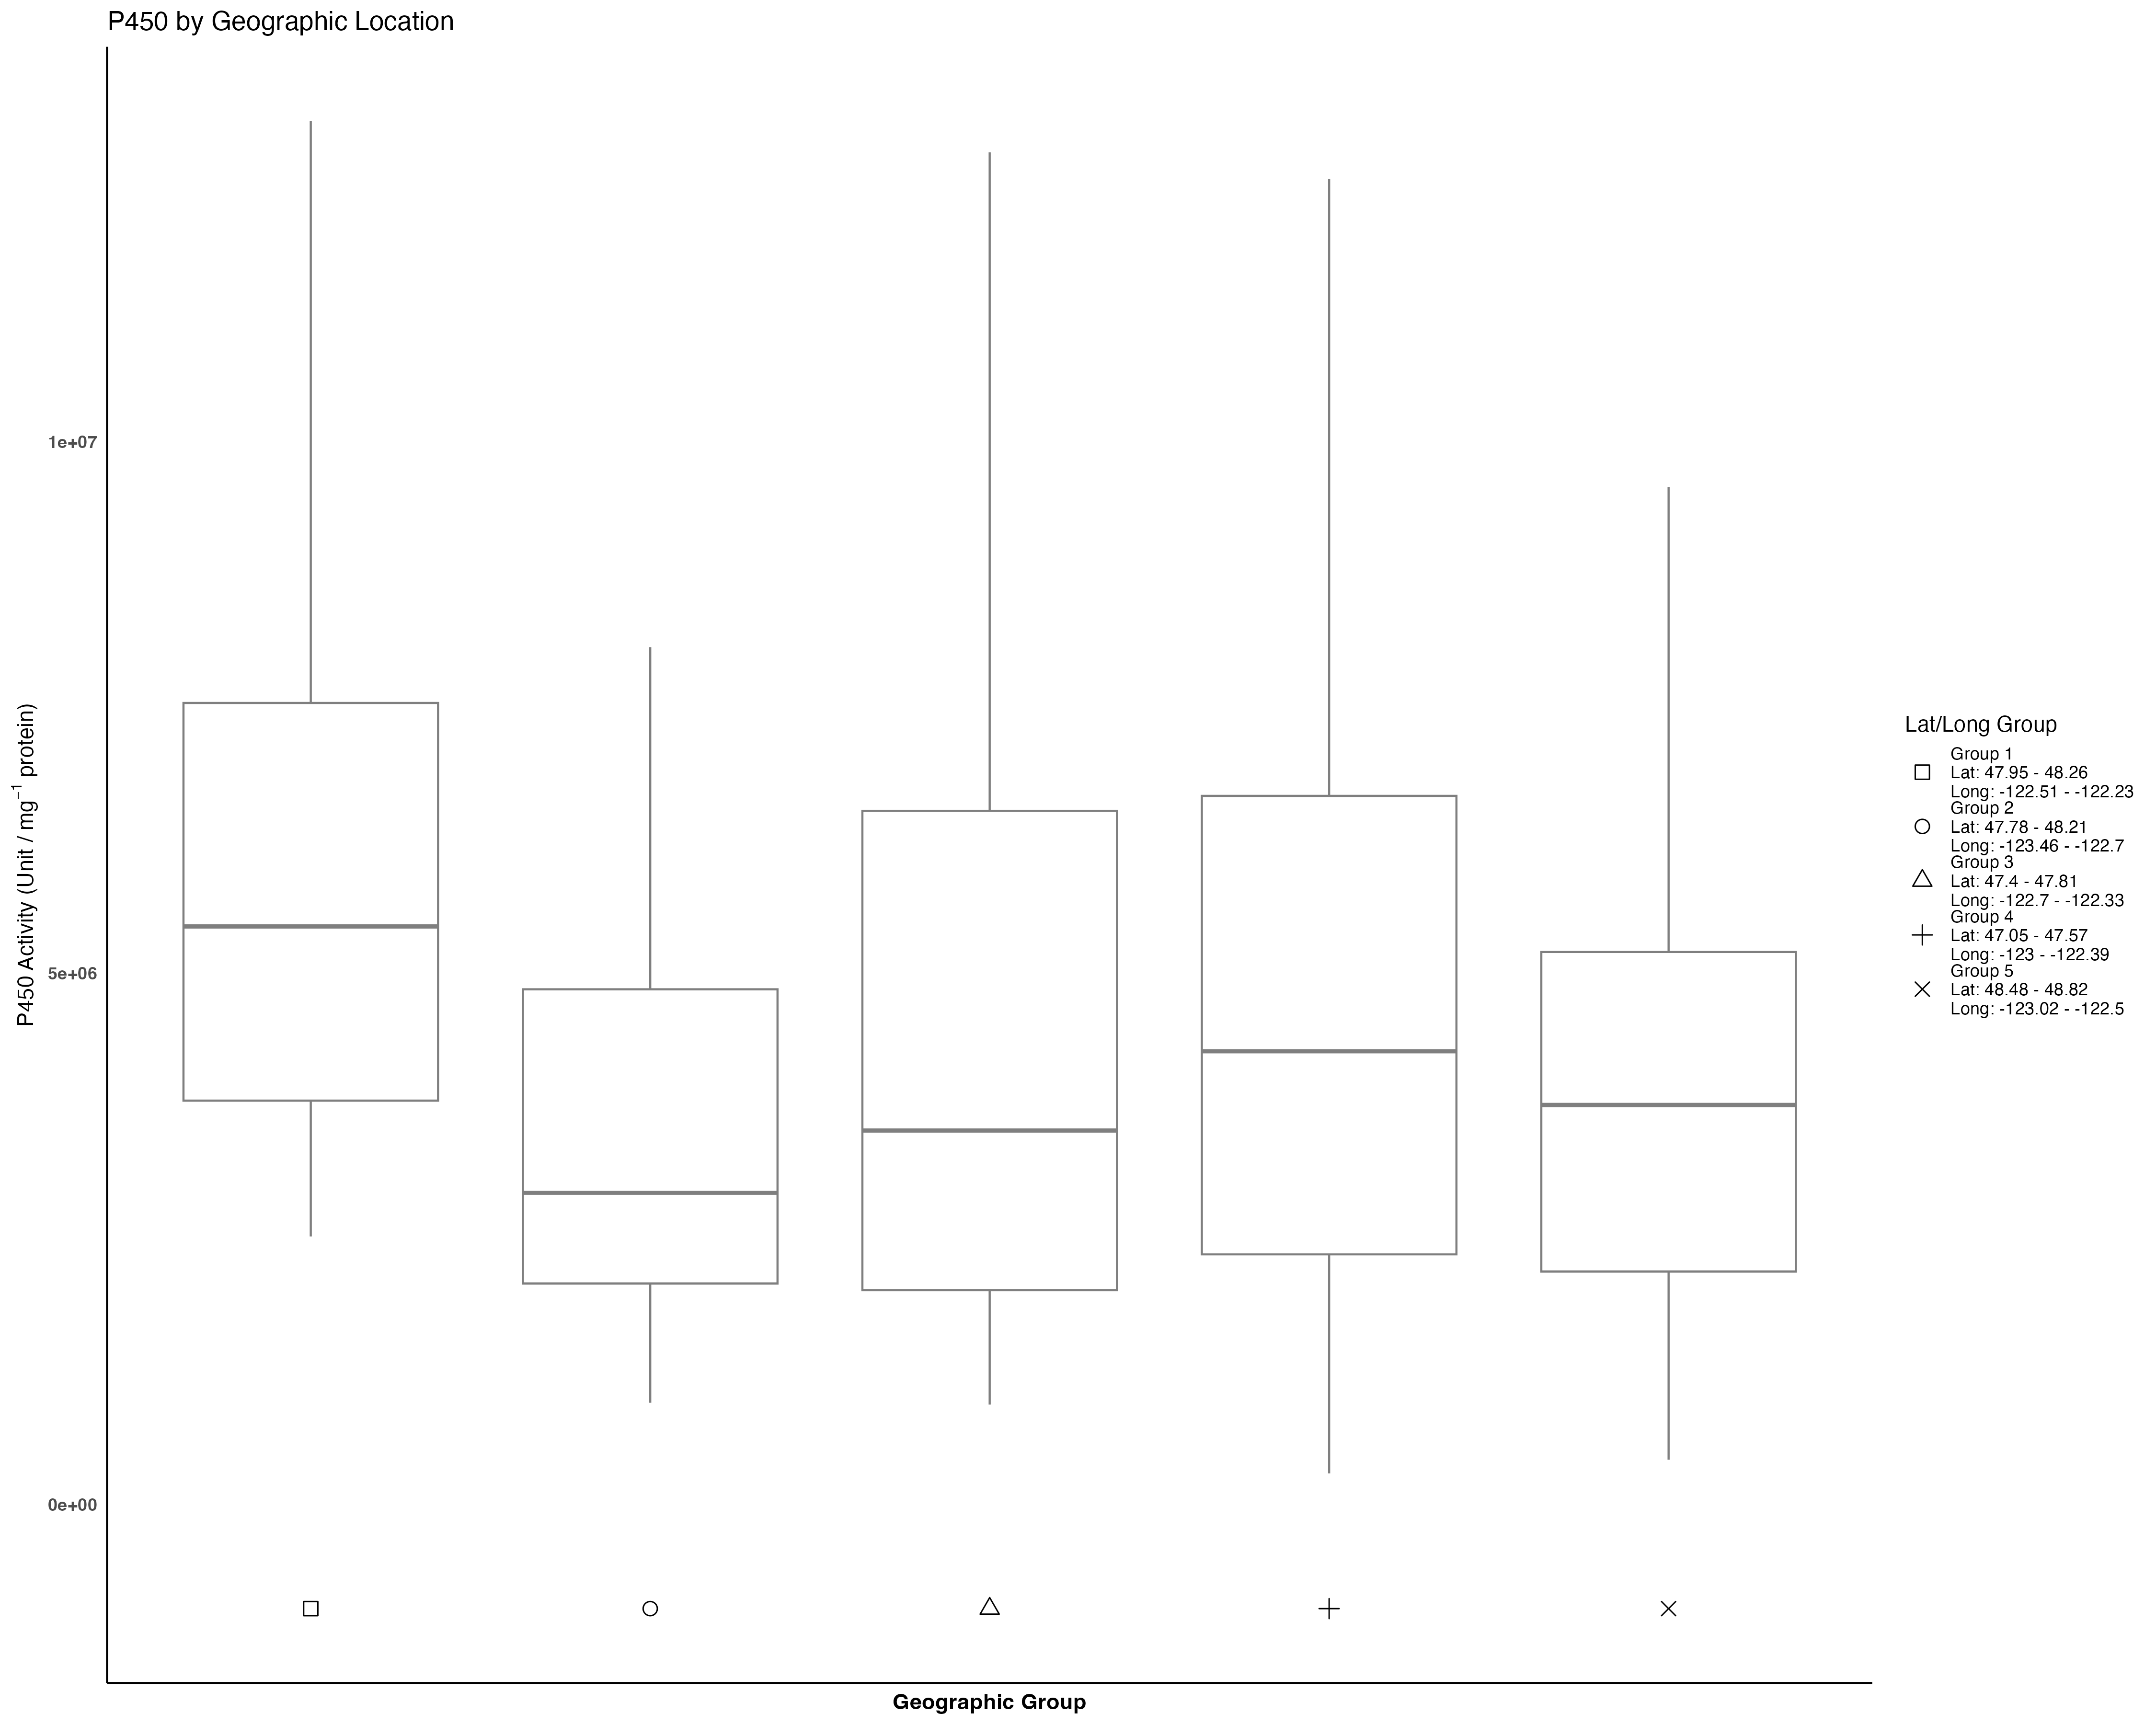 P450 by Geographic Location
P450 Activity (Unit / mg⁻¹ protein)
1e+07
5e+06
0e+00
Geographic Group
Lat/Long Group
Group 1
Lat: 47.95 - 48.26
Long: -122.51 - -122.23
Group 2
Lat: 47.78 - 48.21
Long: -123.46 - -122.7
Group 3
Lat: 47.4 - 47.81
Long: -122.7 - -122.33
Group 4
Lat: 47.05 - 47.57
Long: -123 - -122.39
Group 5
Lat: 48.48 - 48.82
Long: -123.02 - -122.5